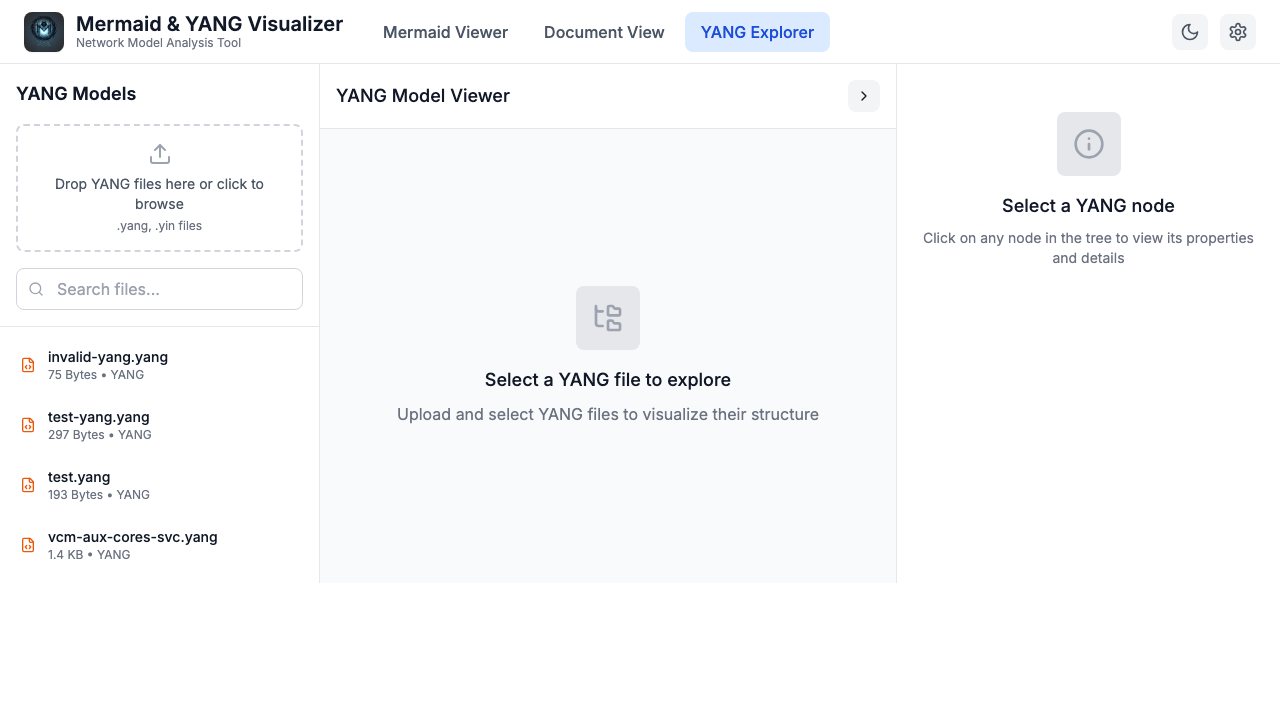 Mermaid & YANG Visualizer
Network Model Analysis Tool
Mermaid Viewer
Document View
YANG Explorer
YANG Models
Drop YANG files here or click to
browse
.yang, .yin files
Search files...
invalid-yang.yang
75 Bytes • YANG
test-yang.yang
297 Bytes • YANG
test.yang
193 Bytes • YANG
vcm-aux-cores-svc.yang
1.4 KB • YANG
YANG Model Viewer
Select a YANG file to explore
Upload and select YANG files to visualize their structure
Select a YANG node
Click on any node in the tree to view its properties
and details